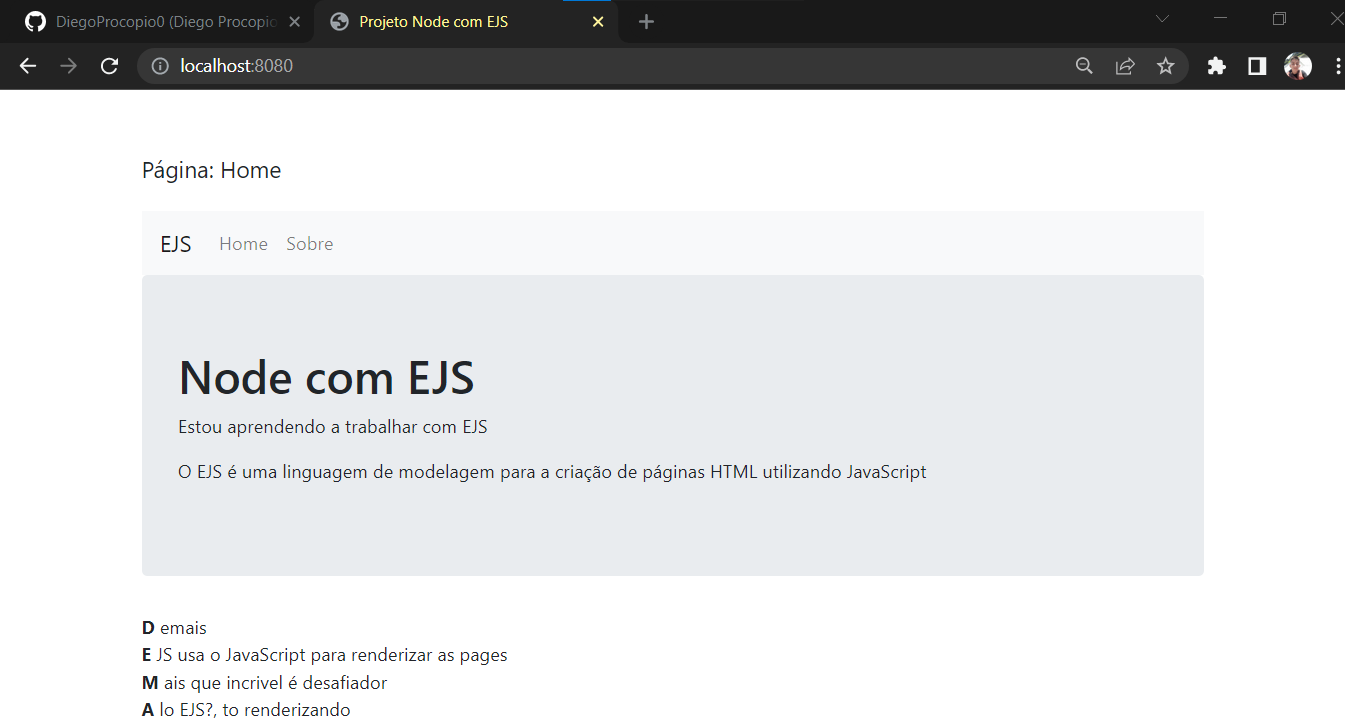 DiegoProcopio0 (Diego Procopio
Projeto Node com EJS
localhost:8080
Página: Home
EJS Home Sobre
Node com EJS
Estou aprendendo a trabalhar com EJS
O EJS é uma linguagem de modelagem para a criação de páginas HTML utilizando JavaScript
D emais
E JS usa o JavaScript para renderizar as pages
M ais que incrivel é desafiador
A lo EJS?, to renderizando